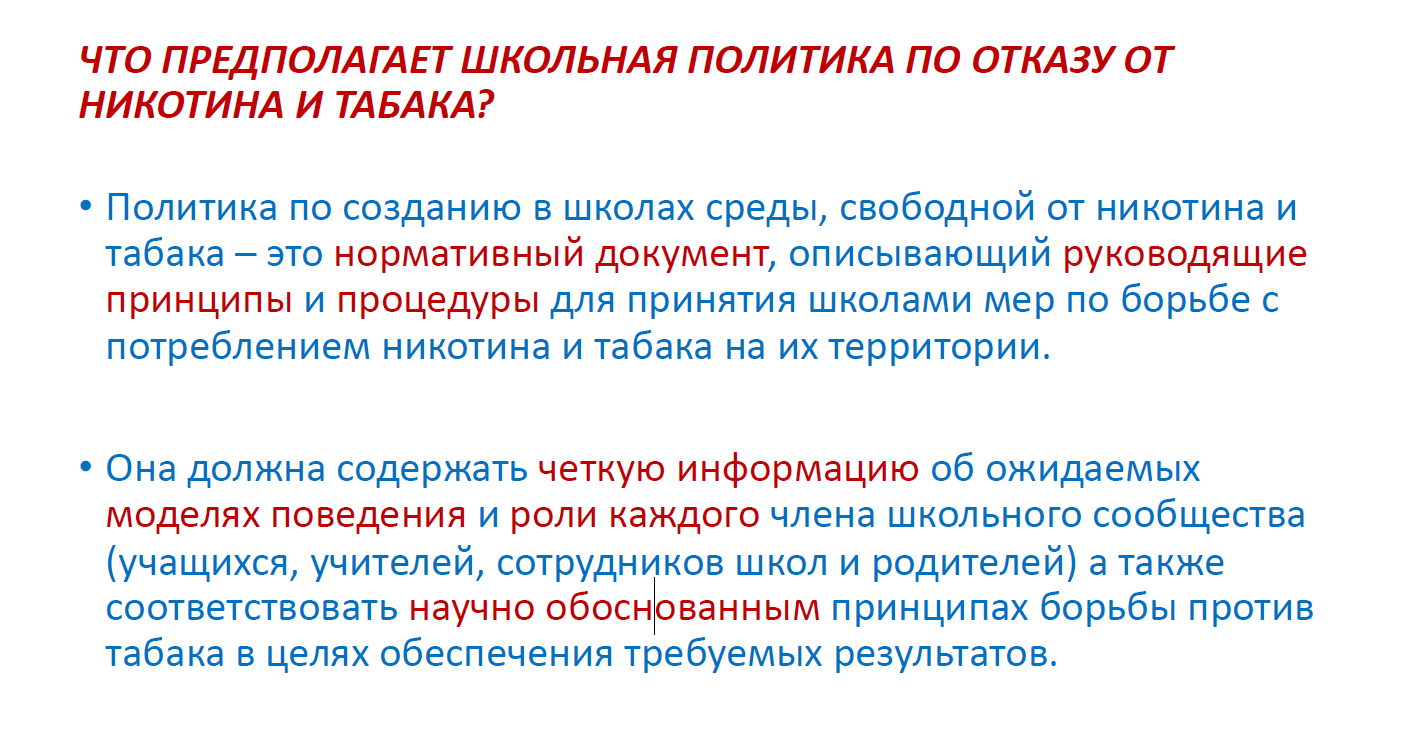 ЧТО ПРЕДПОЛАГАЕТ ШКОЛЬНАЯ ПОЛИТИКА ПО ОТКАЗУ ОТ
НИКОТИНА И ТАБАКА?
• Политика по созданию в школах среды, свободной от никотина и
табака – это нормативный документ, описывающий руководящие
принципы и процедуры для принятия школами мер по борьбе с
потреблением никотина и табака на их территории.
• Она должна содержать четкую информацию об ожидаемых
моделях поведения и роли каждого члена школьного сообщества
(учащихся, учителей, сотрудников школ и родителей) а также
соответствовать научно обоснованным принципах борьбы против
табака в целях обеспечения требуемых результатов.